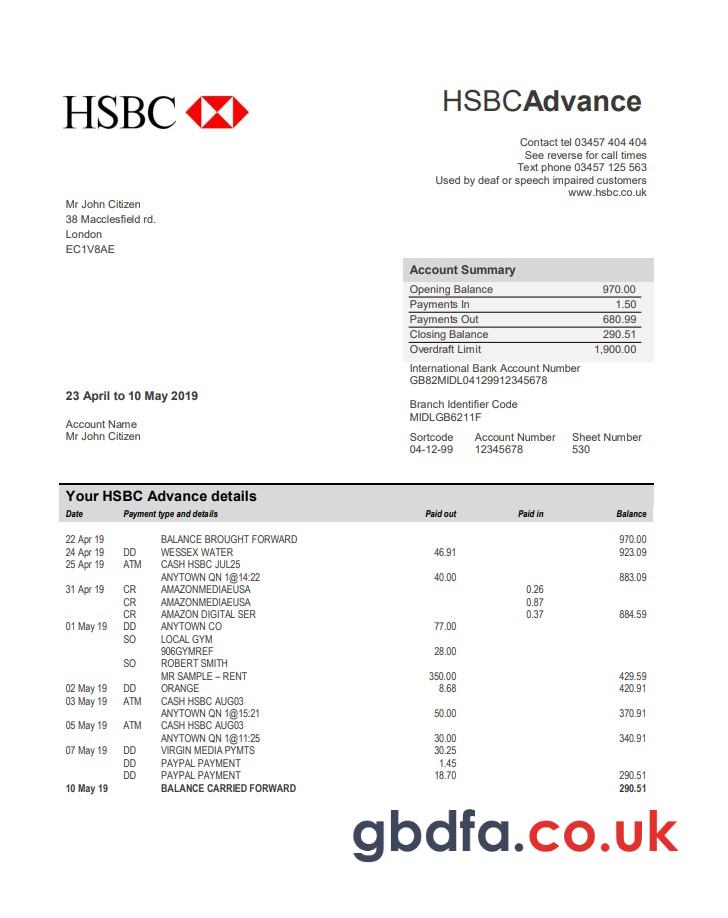 HSBC
HSBCAdvance
Contact tel 03457 404 404
See reverse for call times
Text phone 03457 125 563
Used by deaf or speech impaired customers
www.hsbc.co.uk
Mr John Citizen
38 Macclesfield rd.
London
EC1V8AE
Account Summary
Opening Balance 970.00
Payments In 1.50
Payments Out 680.99
Closing Balance 290.51
Overdraft Limit 1,900.00
International Bank Account Number
GB82MIDL04129912345678
23 April to 10 May 2019
Branch Identifier Code
MIDLGB6211F
Account Name
Mr John Citizen
Sortcode Account Number Sheet Number
04-12-99 12345678 530
Your HSBC Advance details
Date Payment type and details Paid out Paid in Balance
22 Apr 19 BALANCE BROUGHT FORWARD 970.00
24 Apr 19 DD WESSEX WATER 46.91 923.09
25 Apr 19 ATM CASH HSBC JUL25
ANYTOWN QN 1@14:22 40.00 883.09
31 Apr 19 CR AMAZONMEDIAEUSA 0.26
CR AMAZONMEDIAEUSA 0.87
CR AMAZON DIGITAL SER 0.37 884.59
01 May 19 DD ANYTOWN CO 77.00
SO LOCAL GYM
906GYMREF 28.00
SO ROBERT SMITH
MR SAMPLE – RENT 350.00 429.59
02 May 19 DD ORANGE 8.68 420.91
03 May 19 ATM CASH HSBC AUG03
ANYTOWN QN 1@15:21 50.00 370.91
05 May 19 ATM CASH HSBC AUG03
ANYTOWN QN 1@11:25 30.00 340.91
07 May 19 DD VIRGIN MEDIA PYMTS 30.25
DD PAYPAL PAYMENT 1.45
DD PAYPAL PAYMENT 18.70 290.51
10 May 19 BALANCE CARRIED FORWARD 290.51
gbdfa.co.uk